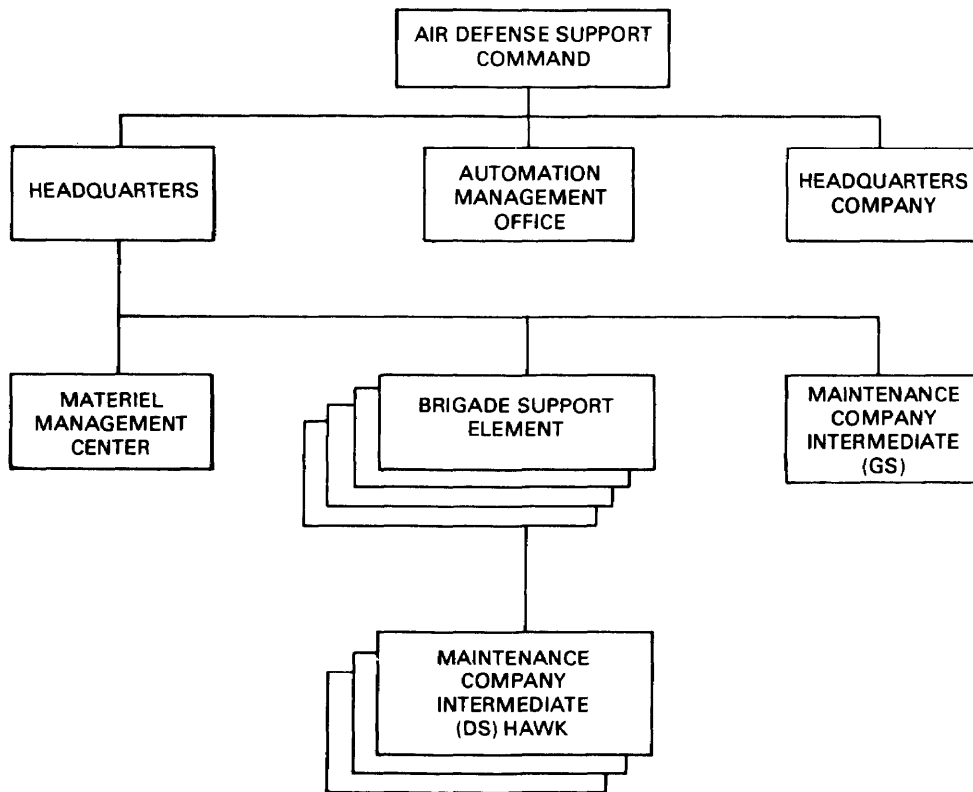 AIR DEFENSE SUPPORT
COMMAND
HEADQUARTERS
AUTOMATION
MANAGEMENT
OFFICE
HEADQUARTERS
COMPANY
MATERIEL
MANAGEMENT
CENTER
BRIGADE SUPPORT
ELEMENT
MAINTENANCE
COMPANY
INTERMEDIATE
(GS)
MAINTENANCE
COMPANY
INTERMEDIATE
(DS) HAWK